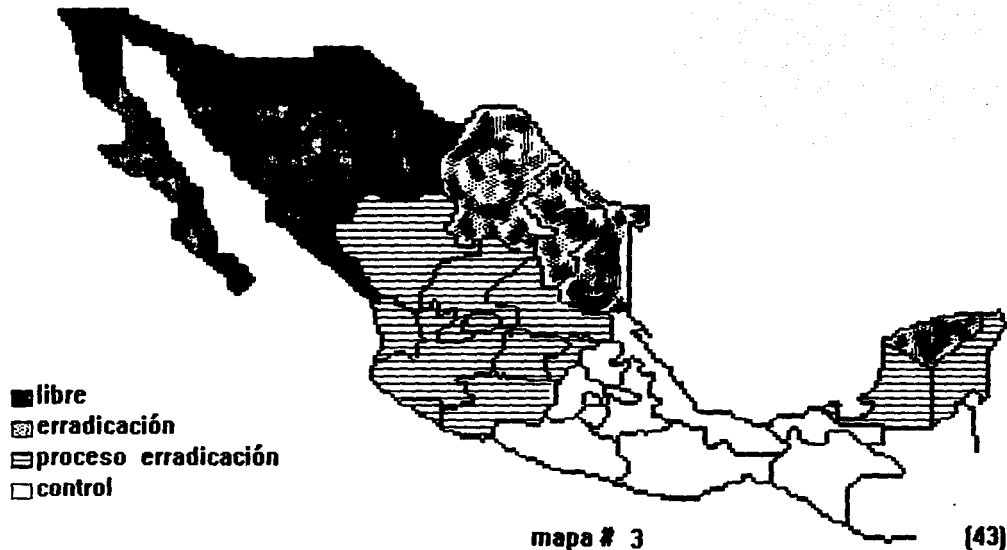 libre
erradicación
proceso erradicación
control
mapa # 3 (43)